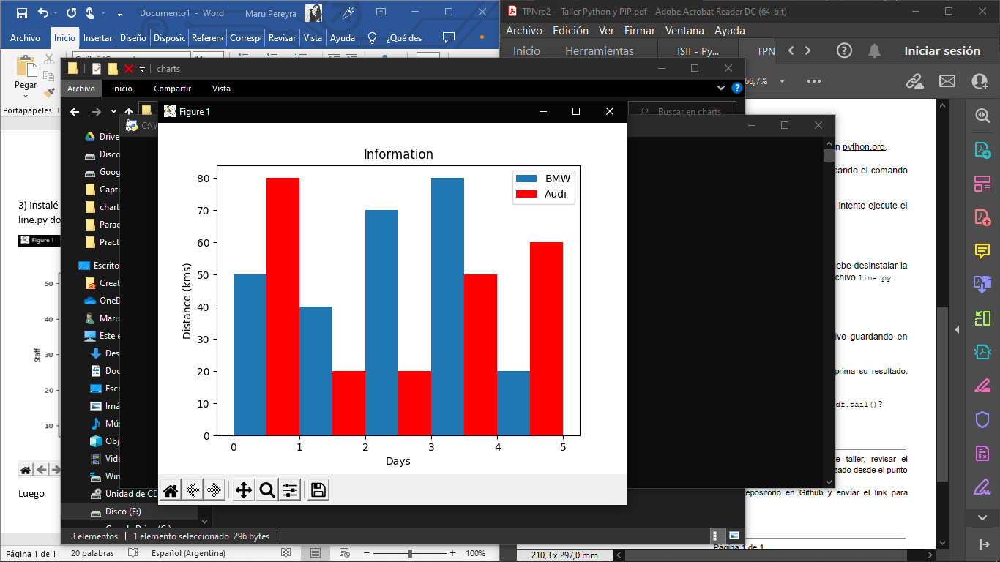 Documento1 - Word
Maru Pereyra
Archivo Inicio Insertar Diseño Disposic Referenc Corresp Revisar Vista Ayuda ¿Qué des
Pegar
Portapapeles
3) instalé
line.py do
Figure 1
50
40
30
20
10
Staff
Luego
Página 1 de 1 20 palabras Español (Argentina) 100%
TPNro2 - Taller Python y PIP.pdf - Adobe Acrobat Reader DC (64-bit)
Archivo Edición Ver Firmar Ventana Ayuda
Inicio Herramientas ISII - Py... TPN Iniciar sesión
66,7%
n python.org.
sando el comando
intente ejecute el
ebe desinstalar la
chivo line.py.
ivo guardando en
prima su resultado.
df.tail()?
e taller, revisar el
zado desde el punto
epositorio en Github y envíar el link para
Página 1 de 1
210,3 x 297,0 mm
charts
Archivo Inicio Compartir Vista
Buscar en charts
Drive
Disco
Goog
Captu
chart
Parac
Pract
Escrito
Creat
OneD
Maru
Este e
Des
Doc
Escri
Imá
Mús
Obj
Vide
Win
Unidad de CD
Disco (E:)
3 elementos 1 elemento seleccionado 296 bytes
C:\W
Figure 1
Information
BMW
Audi
80
70
60
50
40
30
20
10
0
Distance (kms)
0 1 2 3 4 5
Days